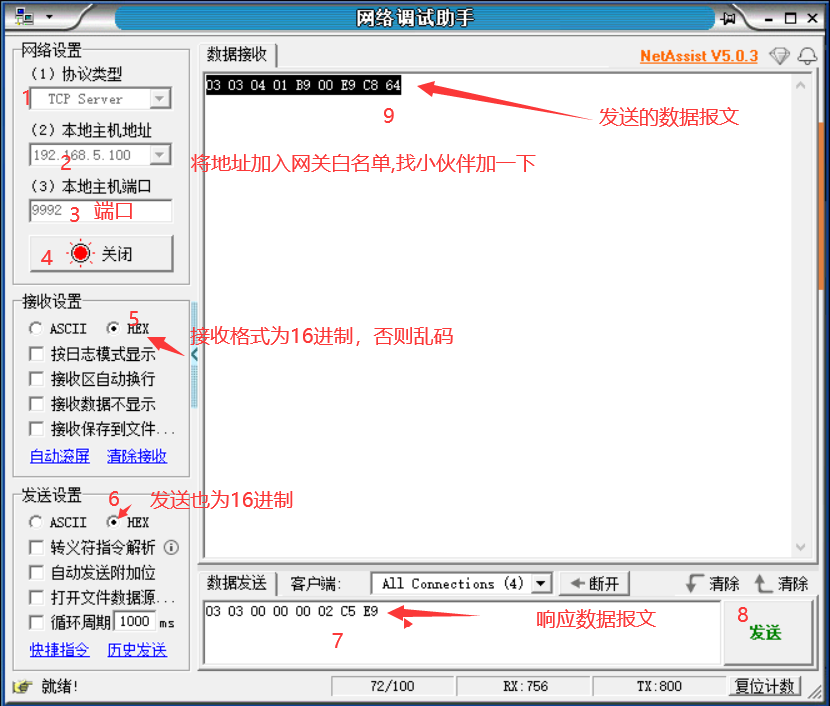 网络调试助手
网络设置
数据接收
NetAssist V5.0.3
(1) 协议类型
1
TCP Server
(2) 本地主机地址
192.168.5.100
2
将地址加入网关白名单,找小伙伴加一下
(3) 本地主机端口
9992
3 端口
4
关闭
03 03 04 01 B9 00 E9 C8 64
9
发送的数据报文
接收设置
5
ASCII
HEX
接收格式为16进制，否则乱码
按日志模式显示
接收区自动换行
接收数据不显示
接收保存到文件...
自动滚屏 清除接收
发送设置
6
发送也为16进制
ASCII
HEX
转义符指令解析
自动发送附加位
打开文件数据源...
循环周期 1000 ms
快捷指令 历史发送
数据发送
客户端:
All Connections (4)
断开
清除
清除
03 03 00 00 00 02 C5 E9
响应数据报文
7
8
发送
就绪!
72/100
RX:756
TX:800
复位计数